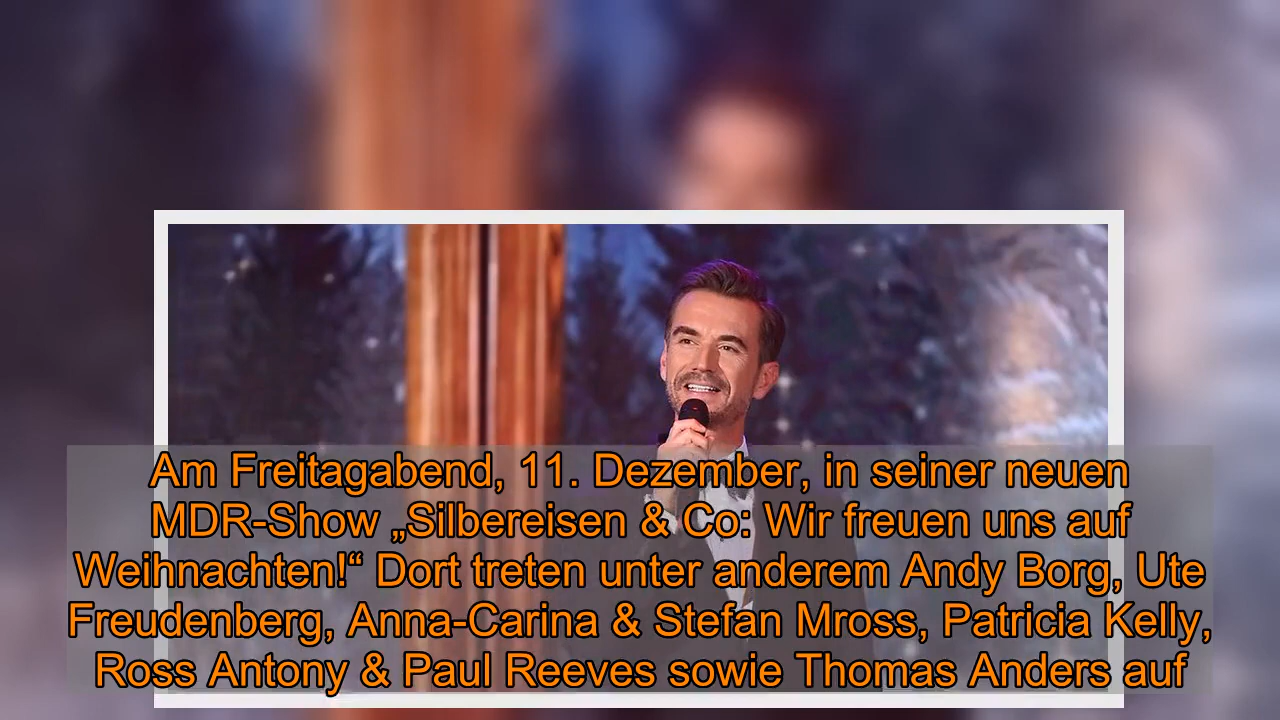 Am Freitagabend, 11. Dezember, in seiner neuen
MDR-Show „Silbereisen & Co: Wir freuen uns auf
Weihnachten!“ Dort treten unter anderem Andy Borg, Ute
Freudenberg, Anna-Carina & Stefan Mross, Patricia Kelly,
Ross Antony & Paul Reeves sowie Thomas Anders auf